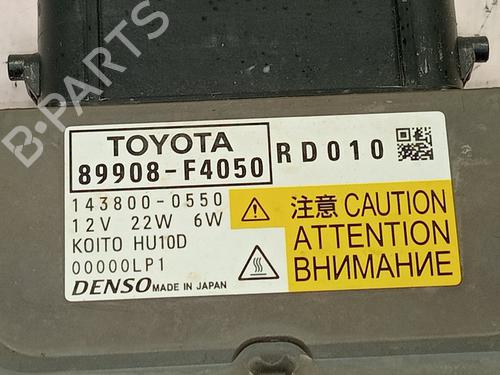 B-PARTS
TOYOTA
89908-F4050
RD010
143800-0550
12V 22W 6W
KOITO HU10D
00000LP1
DENSO MADE IN JAPAN
注意 CAUTION
ATTENTION
ВНИМАНИЕ